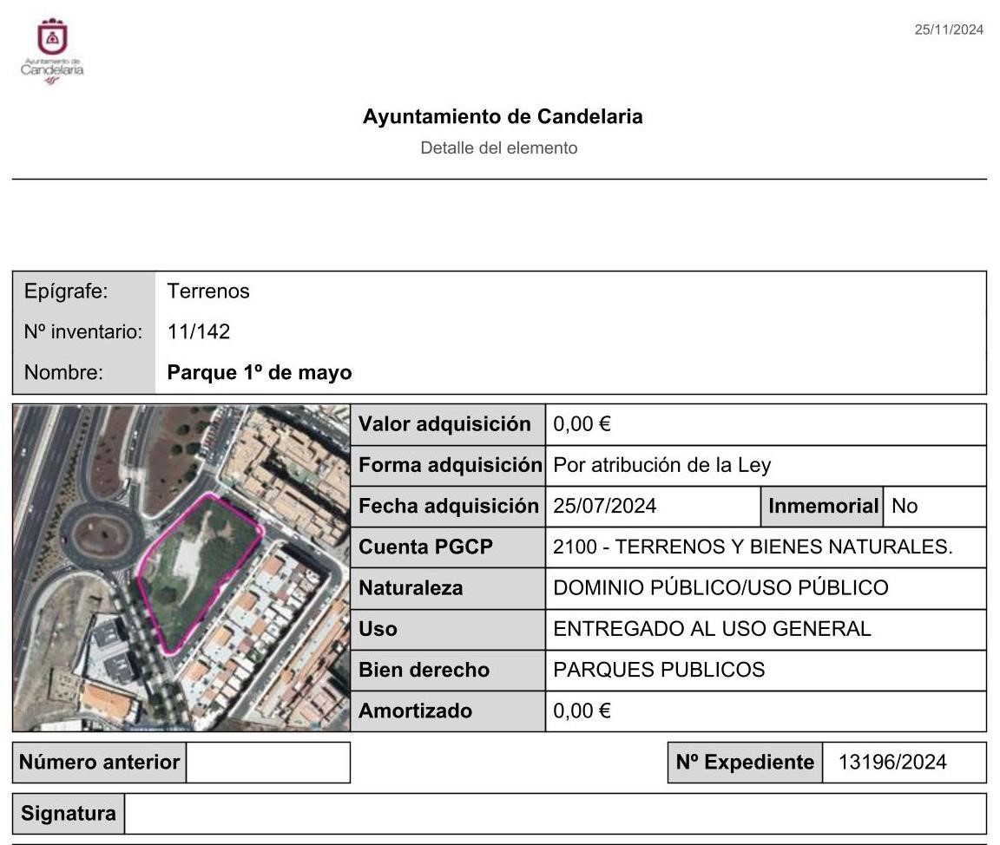 25/11/2024
Ayuntamiento de
Candelaria
Ayuntamiento de Candelaria
Detalle del elemento
Epígrafe: Terrenos
Nº inventario: 11/142
Nombre: Parque 1º de mayo
Valor adquisición 0,00 €
Forma adquisición Por atribución de la Ley
Fecha adquisición 25/07/2024 Inmemorial No
Cuenta PGCP 2100 - TERRENOS Y BIENES NATURALES.
Naturaleza DOMINIO PÚBLICO/USO PÚBLICO
Uso ENTREGADO AL USO GENERAL
Bien derecho PARQUES PUBLICOS
Amortizado 0,00 €
Número anterior Nº Expediente 13196/2024
Signatura